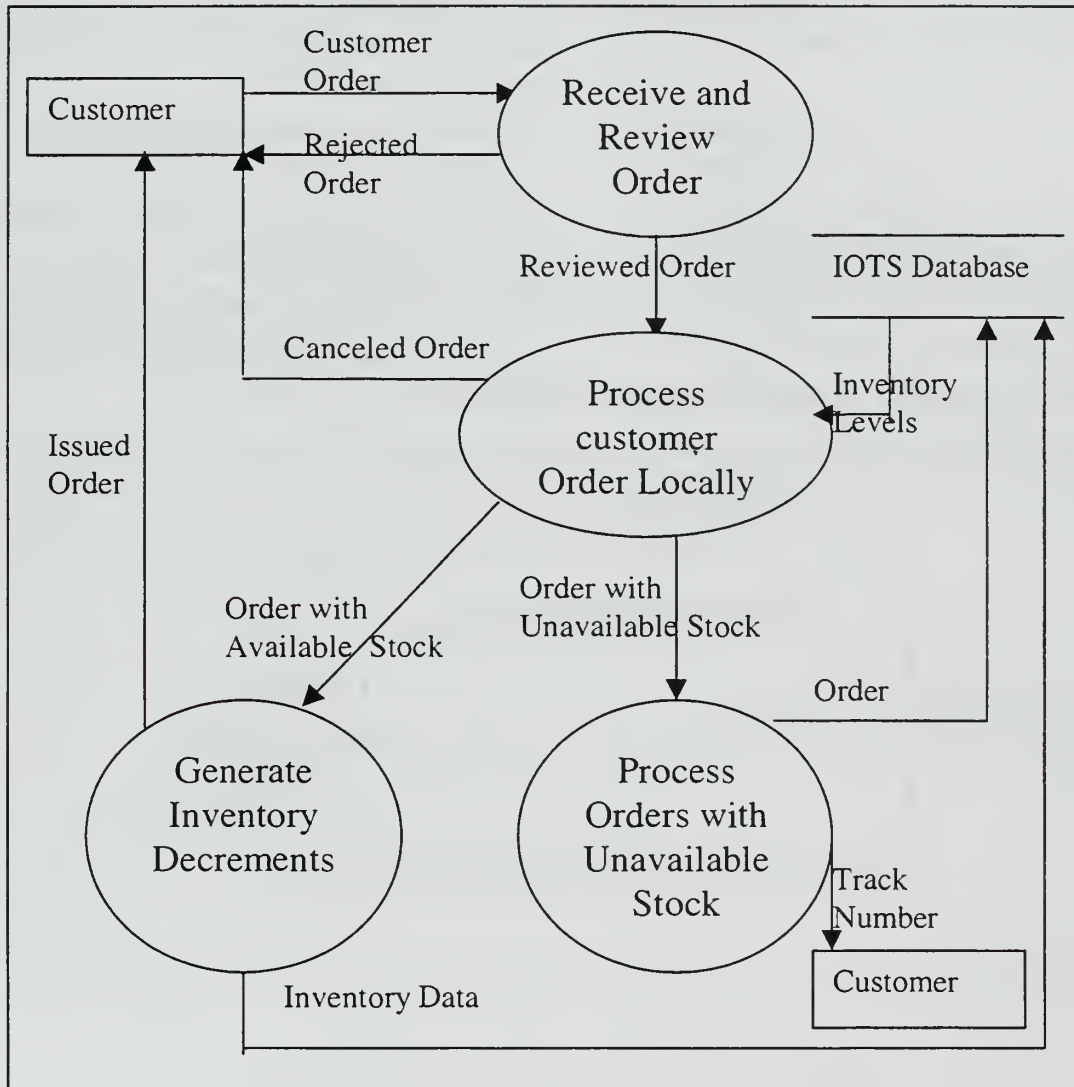 Customer
Order
Customer
Rejected
Order
Receive and
Review
Order
Reviewed Order
IOTS Database
Canceled Order
Process
customer
Order Locally
Inventory
Levels
Issued
Order
Order with
Available Stock
Order with
Unavailable Stock
Order
Generate
Inventory
Decrements
Process
Orders with
Unavailable
Stock
Track
Number
Customer
Inventory Data